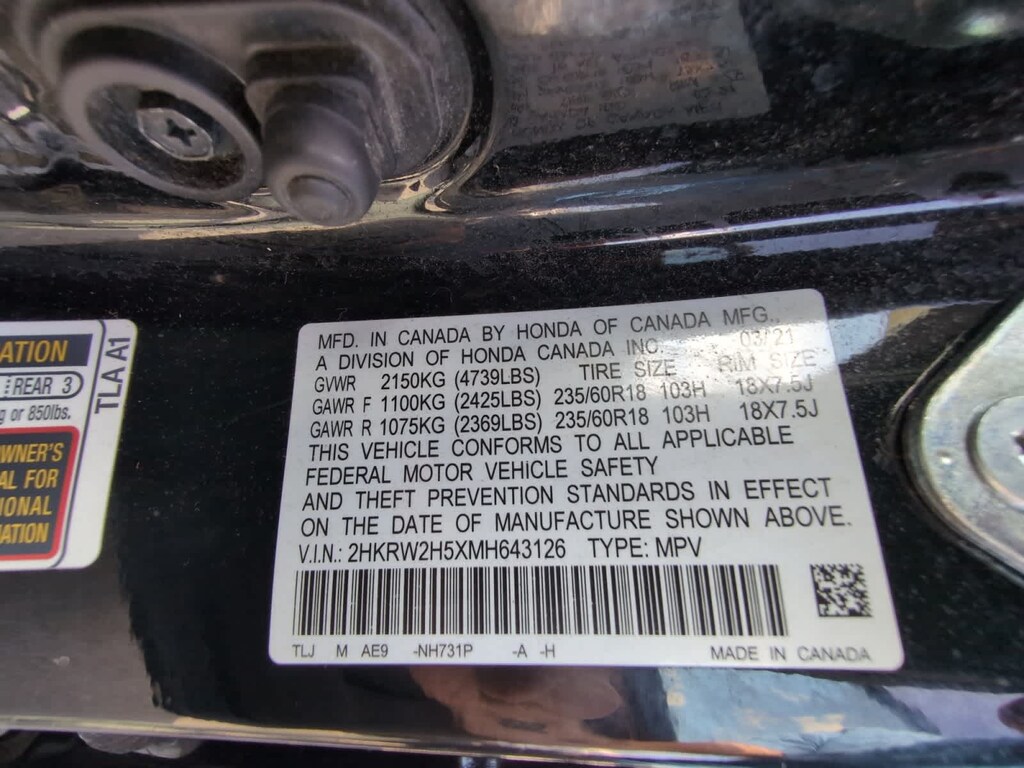 ATION
REAR 3
g or 850lbs.
TLA A1
WNER'S
AL FOR
IONAL
ATION
MFD. IN CANADA BY HONDA OF CANADA MFG.,
A DIVISION OF HONDA CANADA INC. 03/21
GVWR 2150KG (4739LBS) TIRE SIZE RIM SIZE
GAWR F 1100KG (2425LBS) 235/60R18 103H 18X7.5J
GAWR R 1075KG (2369LBS) 235/60R18 103H 18X7.5J
THIS VEHICLE CONFORMS TO ALL APPLICABLE
FEDERAL MOTOR VEHICLE SAFETY
AND THEFT PREVENTION STANDARDS IN EFFECT
ON THE DATE OF MANUFACTURE SHOWN ABOVE.
V.I.N.: 2HKRW2H5XMH643126 TYPE: MPV
TLJ M AE9 -NH731P -A -H MADE IN CANADA